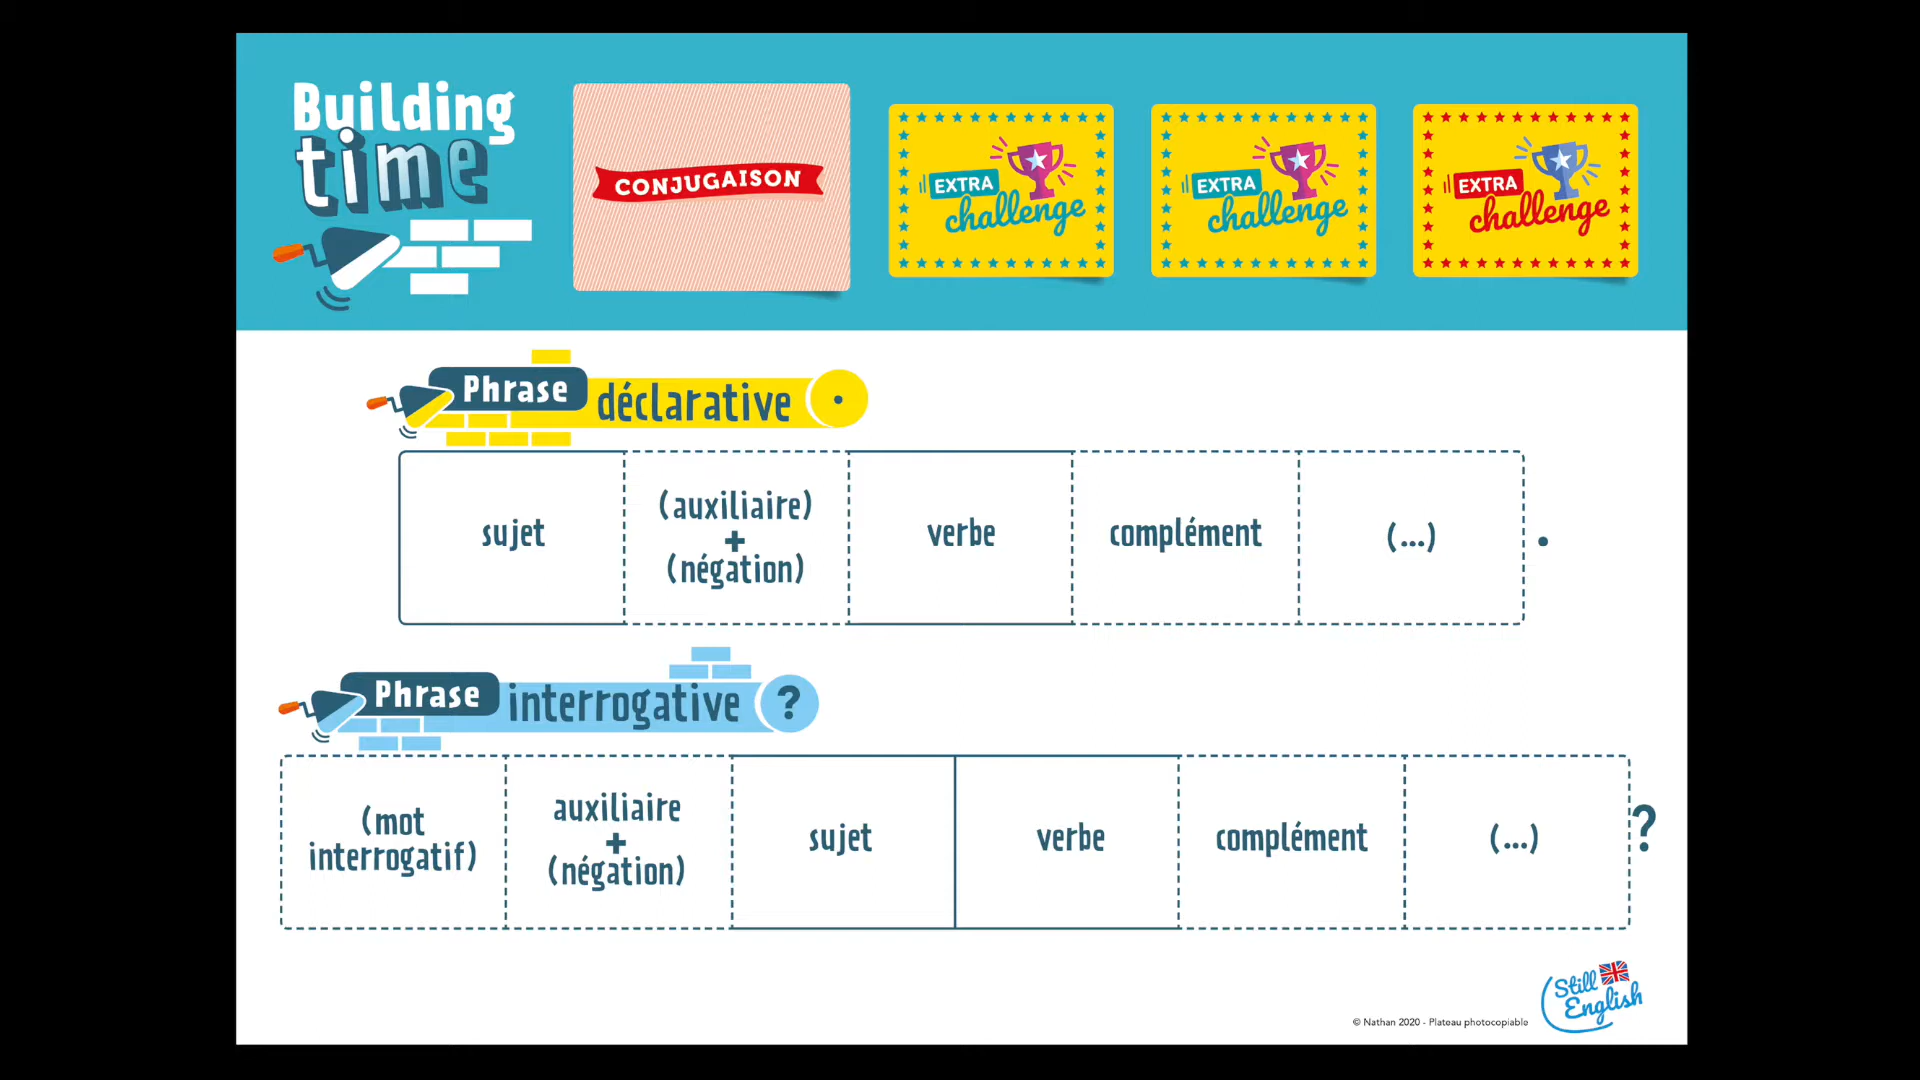 Building
time
CONJUGAISON
EXTRA
challenge
EXTRA
challenge
EXTRA
challenge
Phrase déclarative .
sujet
(auxiliaire)
+
(négation)
verbe
complément
(...)
.
Phrase interrogative ?
(mot
interrogatif)
auxiliaire
+
(négation)
sujet
verbe
complément
(...)
?
Still
English
© Nathan 2020 - Plateau photocopiable